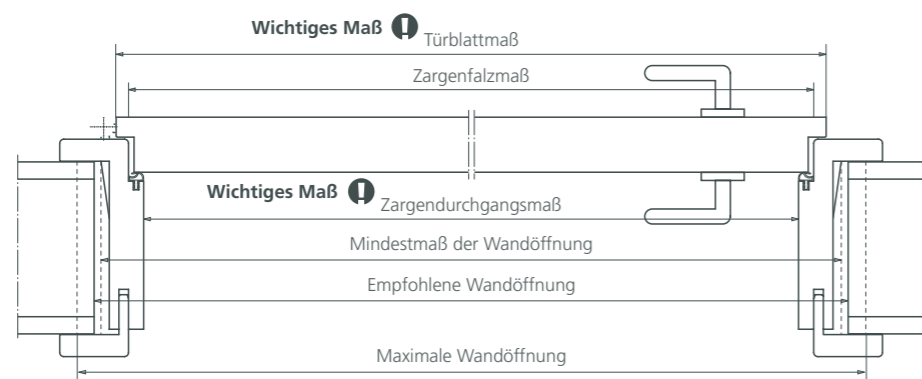 Wichtiges Maß
Türblattmaß
Zargenfalzmaß
Wichtiges Maß
Zargendurchgangsmaß
Mindestmaß der Wandöffnung
Empfohlene Wandöffnung
Maximale Wandöffnung